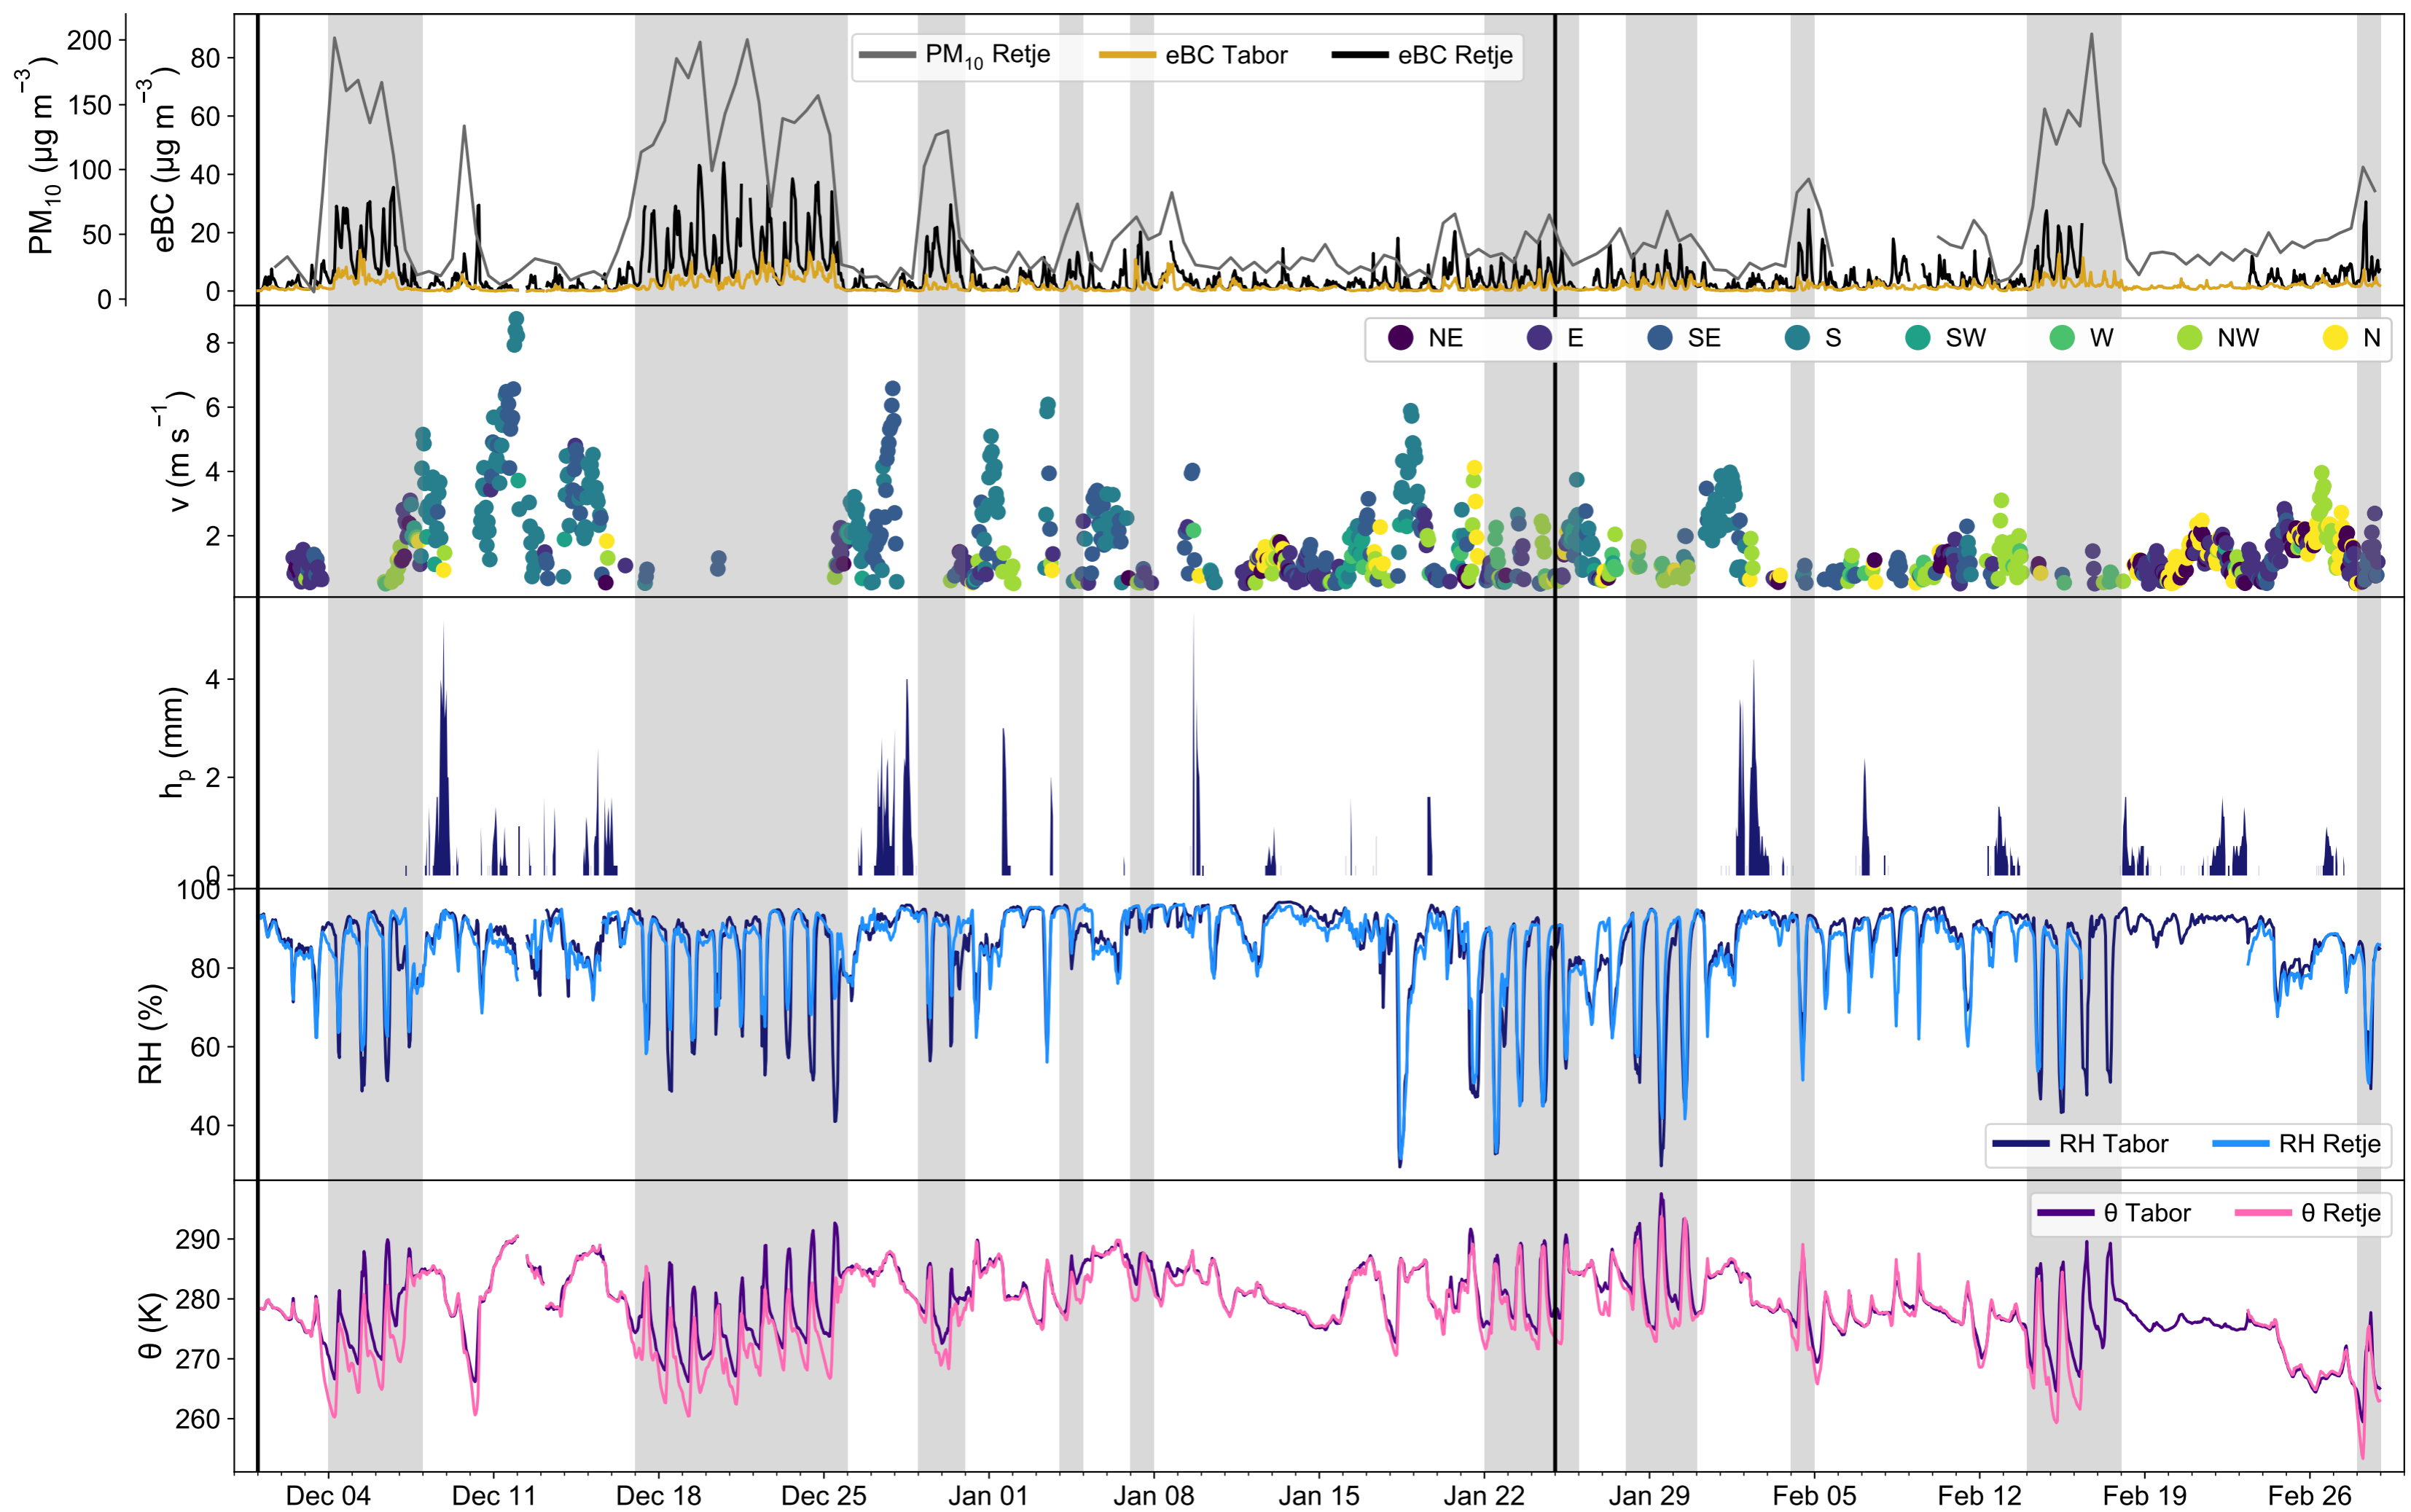 PM10 Retje eBC Tabor eBC Retje
PM10 (µg m−3)
200
150
100
50
0
eBC (µg m−3)
80
60
40
20
0
NE E SE S SW W NW N
v (m s−1)
8
6
4
2
hp (mm)
4
2
0
RH (%)
100
80
60
40
RH Tabor RH Retje
θ Tabor θ Retje
θ (K)
290
280
270
260
Dec 04 Dec 11 Dec 18 Dec 25 Jan 01 Jan 08 Jan 15 Jan 22 Jan 29 Feb 05 Feb 12 Feb 19 Feb 26